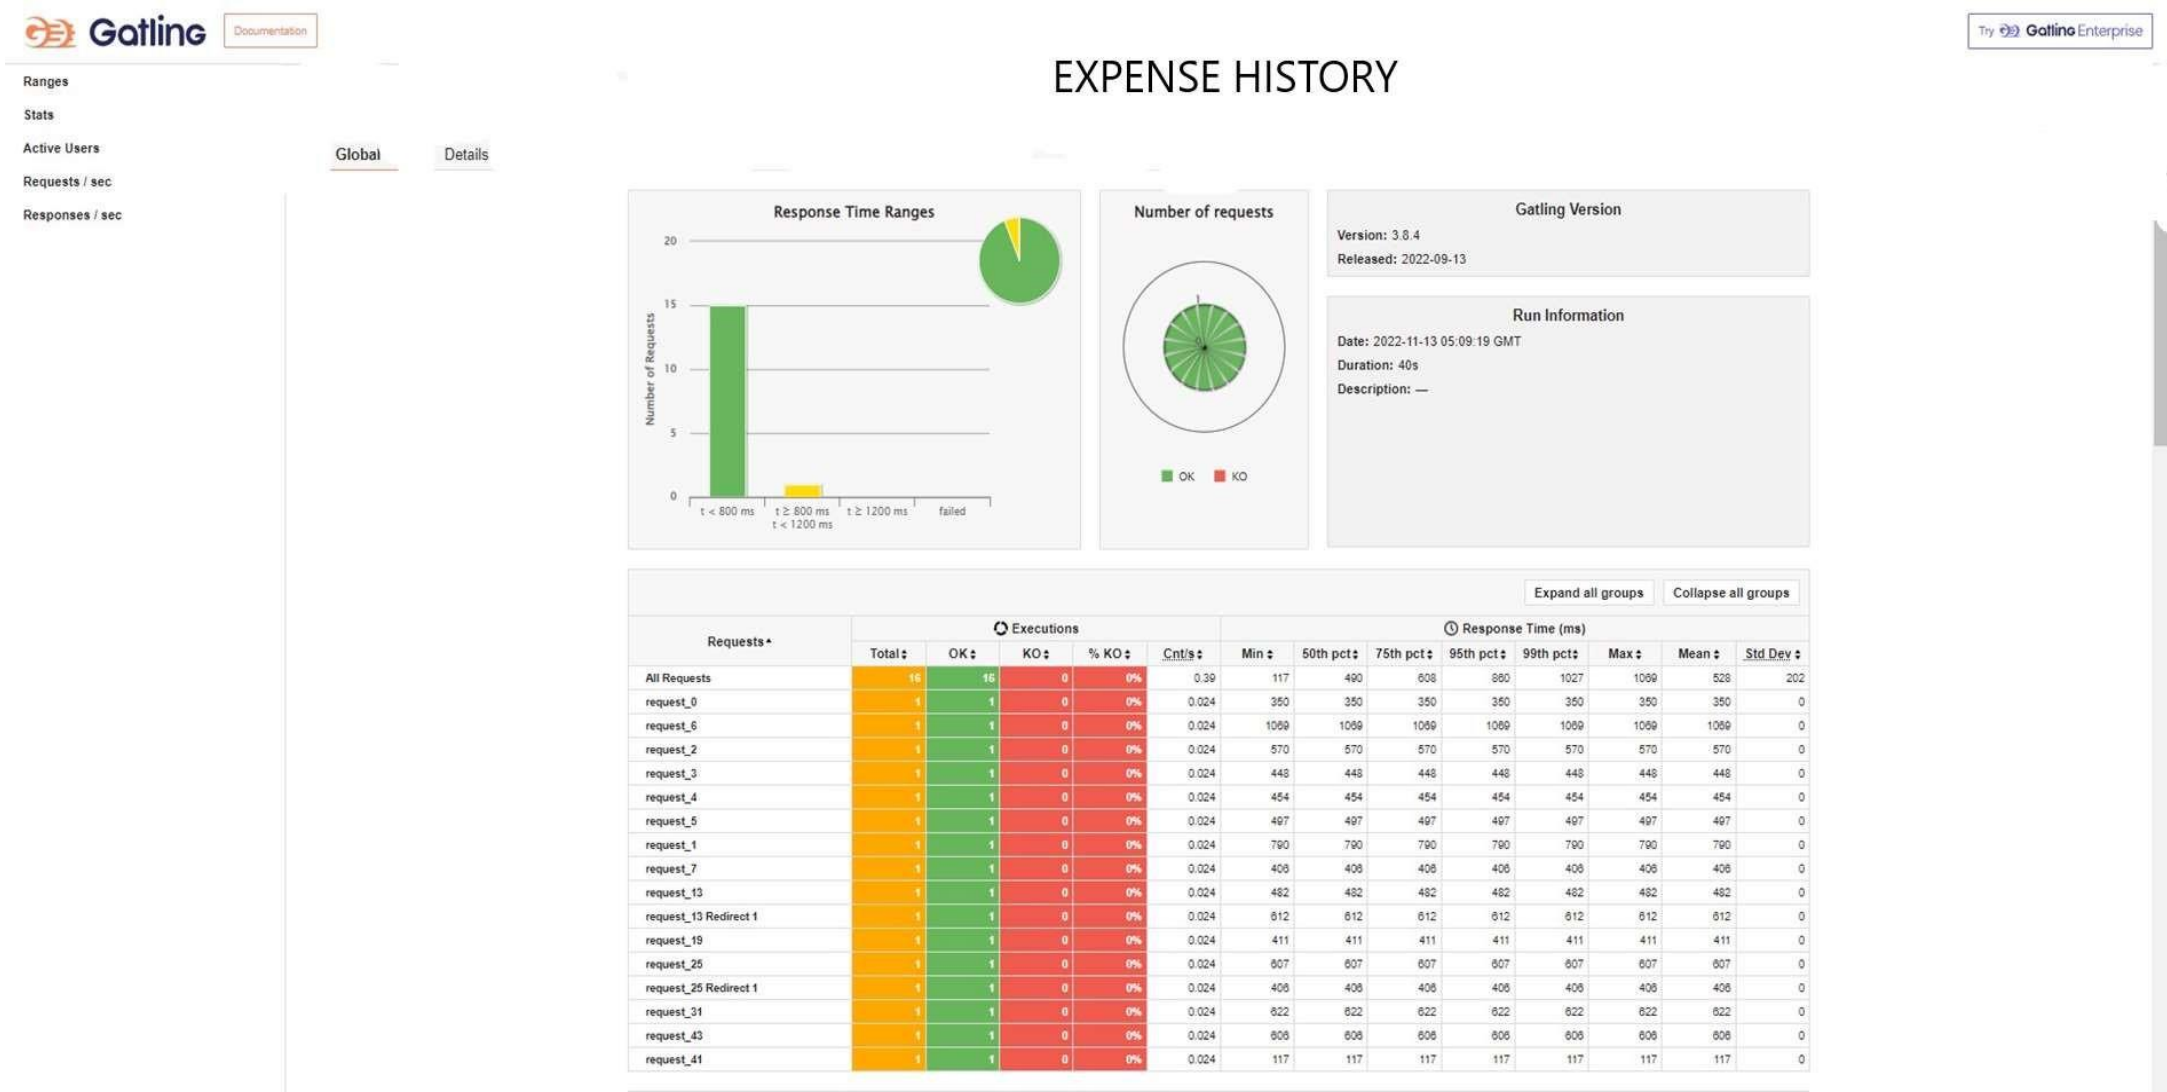 Gatling Documentation
Try Gatling Enterprise
EXPENSE HISTORY
Ranges
Stats
Active Users
Requests / sec
Responses / sec
Global Details
Response Time Ranges
20
15
10
5
0
Number of Requests
t < 800 ms
t ≥ 800 ms
t < 1200 ms
t ≥ 1200 ms
failed
Number of requests
1
0
OK KO
Gatling Version
Version: 3.8.4
Released: 2022-09-13
Run Information
Date: 2022-11-13 05:09:19 GMT
Duration: 40s
Description: —
Expand all groups Collapse all groups
Requests Executions Response Time (ms)
Total OK KO % KO Cnt/s Min 50th pct 75th pct 95th pct 99th pct Max Mean Std Dev
All Requests 16 16 0 0% 0.39 117 490 608 860 1027 1069 528 202
request_0 1 1 0 0% 0.024 350 350 350 350 350 350 350 0
request_6 1 1 0 0% 0.024 1069 1069 1069 1069 1069 1069 1069 0
request_2 1 1 0 0% 0.024 570 570 570 570 570 570 570 0
request_3 1 1 0 0% 0.024 448 448 448 448 448 448 448 0
request_4 1 1 0 0% 0.024 454 454 454 454 454 454 454 0
request_5 1 1 0 0% 0.024 497 497 497 497 497 497 497 0
request_1 1 1 0 0% 0.024 790 790 790 790 790 790 790 0
request_7 1 1 0 0% 0.024 406 406 406 406 406 406 406 0
request_13 1 1 0 0% 0.024 482 482 482 482 482 482 482 0
request_13 Redirect 1 1 1 0 0% 0.024 612 612 612 612 612 612 612 0
request_19 1 1 0 0% 0.024 411 411 411 411 411 411 411 0
request_25 1 1 0 0% 0.024 607 607 607 607 607 607 607 0
request_25 Redirect 1 1 1 0 0% 0.024 406 406 406 406 406 406 406 0
request_31 1 1 0 0% 0.024 622 622 622 622 622 622 622 0
request_43 1 1 0 0% 0.024 606 606 606 606 606 606 606 0
request_41 1 1 0 0% 0.024 117 117 117 117 117 117 117 0